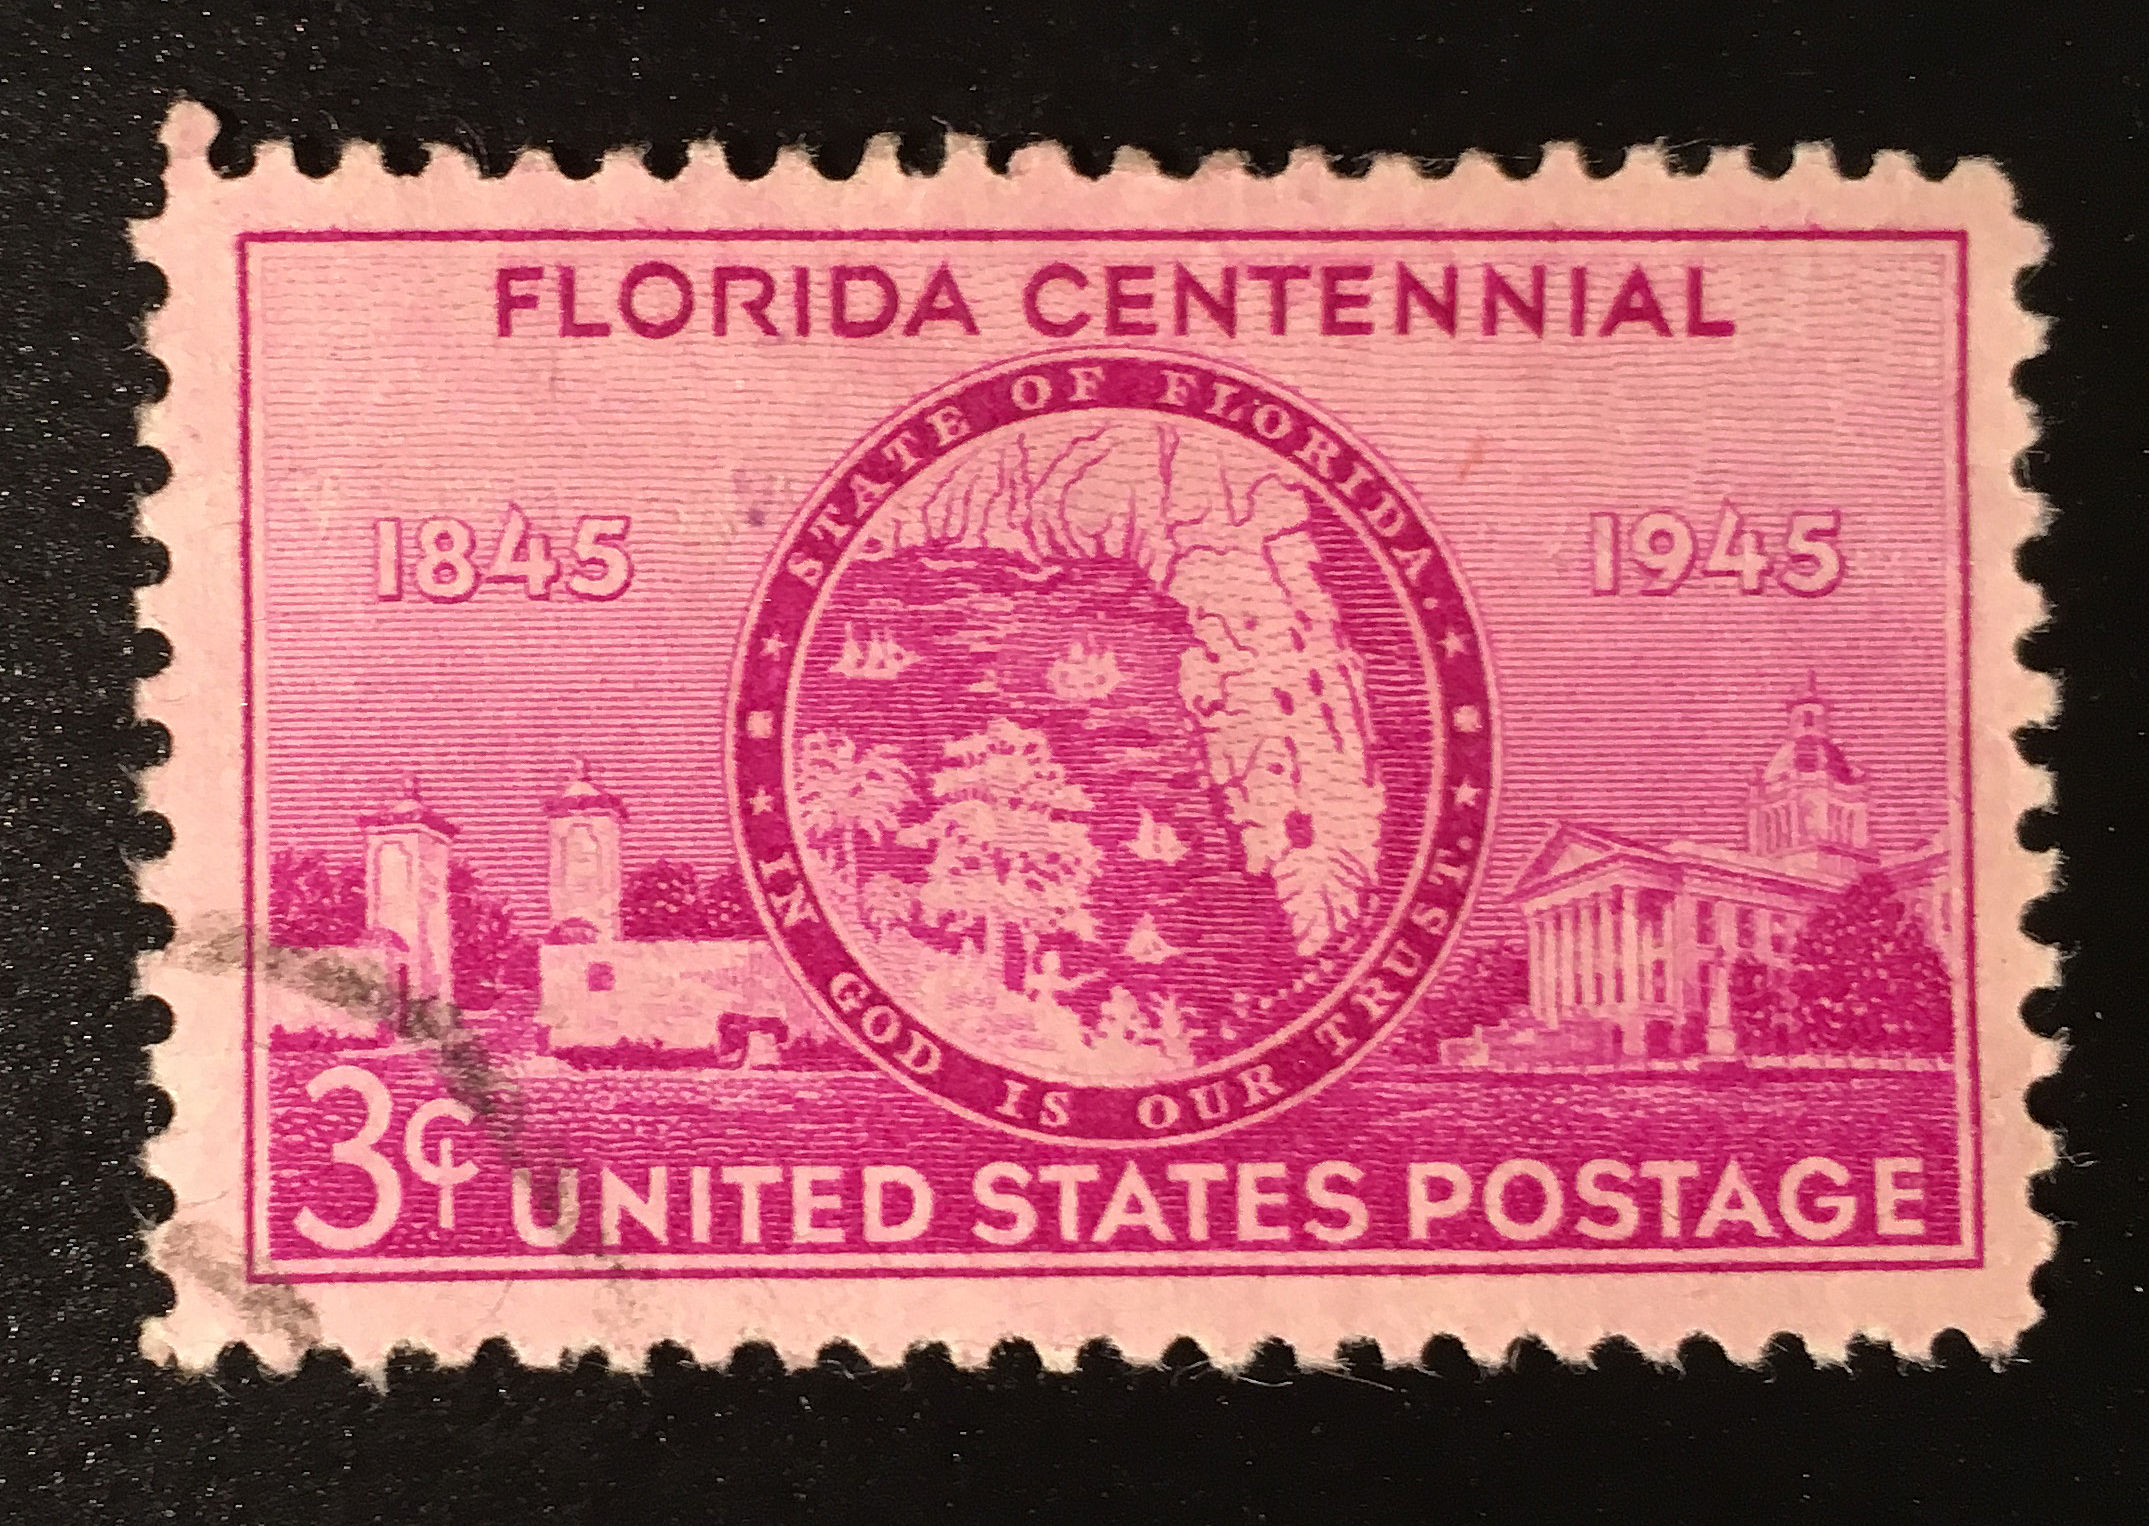 FLORIDA CENTENNIAL
STATE OF FLORIDA.
1845
1945
IN GOD IS OUR TRUST.
3¢ UNITED STATES POSTAGE